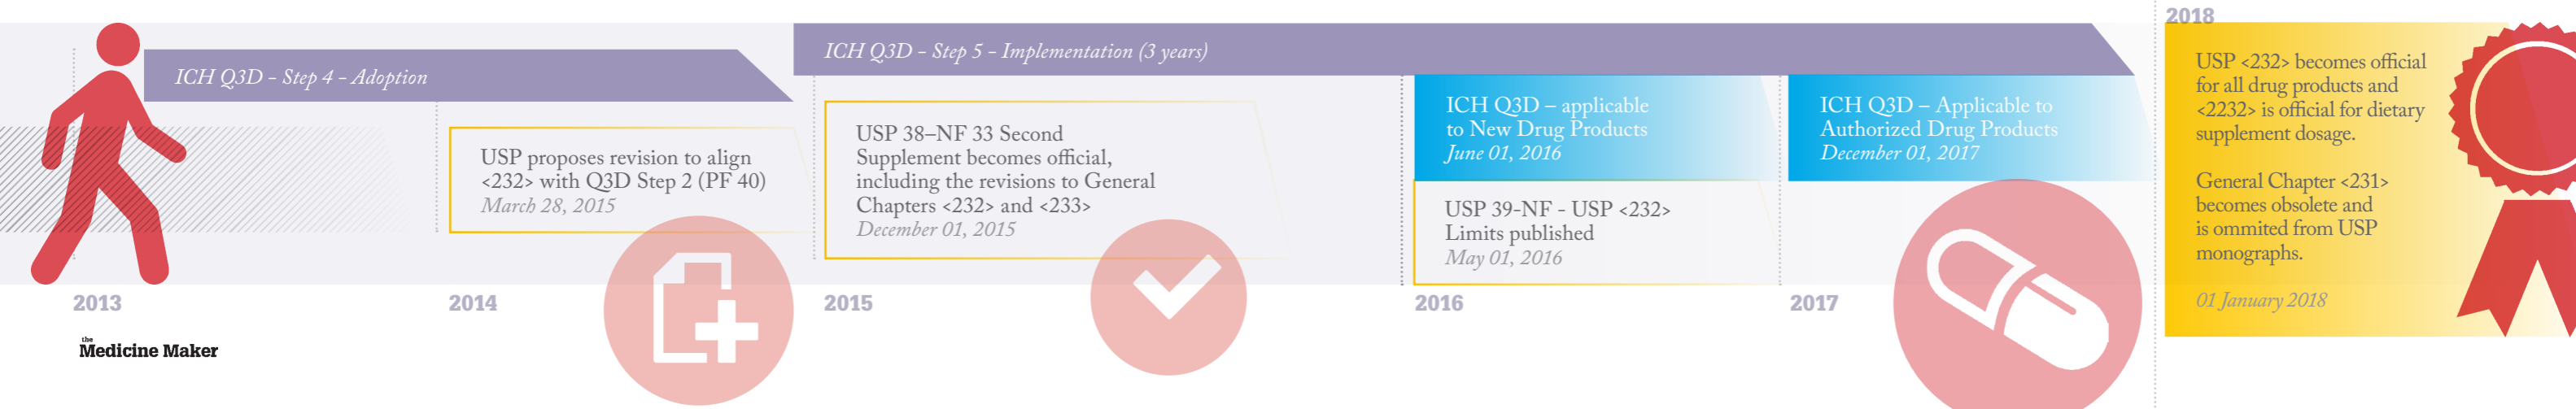 ICH Q3D - Step 4 - Adoption
ICH Q3D - Step 5 - Implementation (3 years)
USP proposes revision to align
<232> with Q3D Step 2 (PF 40)
March 28, 2015
USP 38–NF 33 Second
Supplement becomes official,
including the revisions to General
Chapters <232> and <233>
December 01, 2015
ICH Q3D – applicable
to New Drug Products
June 01, 2016
USP 39-NF - USP <232>
Limits published
May 01, 2016
ICH Q3D – Applicable to
Authorized Drug Products
December 01, 2017
2018
USP <232> becomes official
for all drug products and
<2232> is official for dietary
supplement dosage.
General Chapter <231>
becomes obsolete and
is ommited from USP
monographs.
01 January 2018
2013
2014
2015
2016
2017
the
Medicine Maker